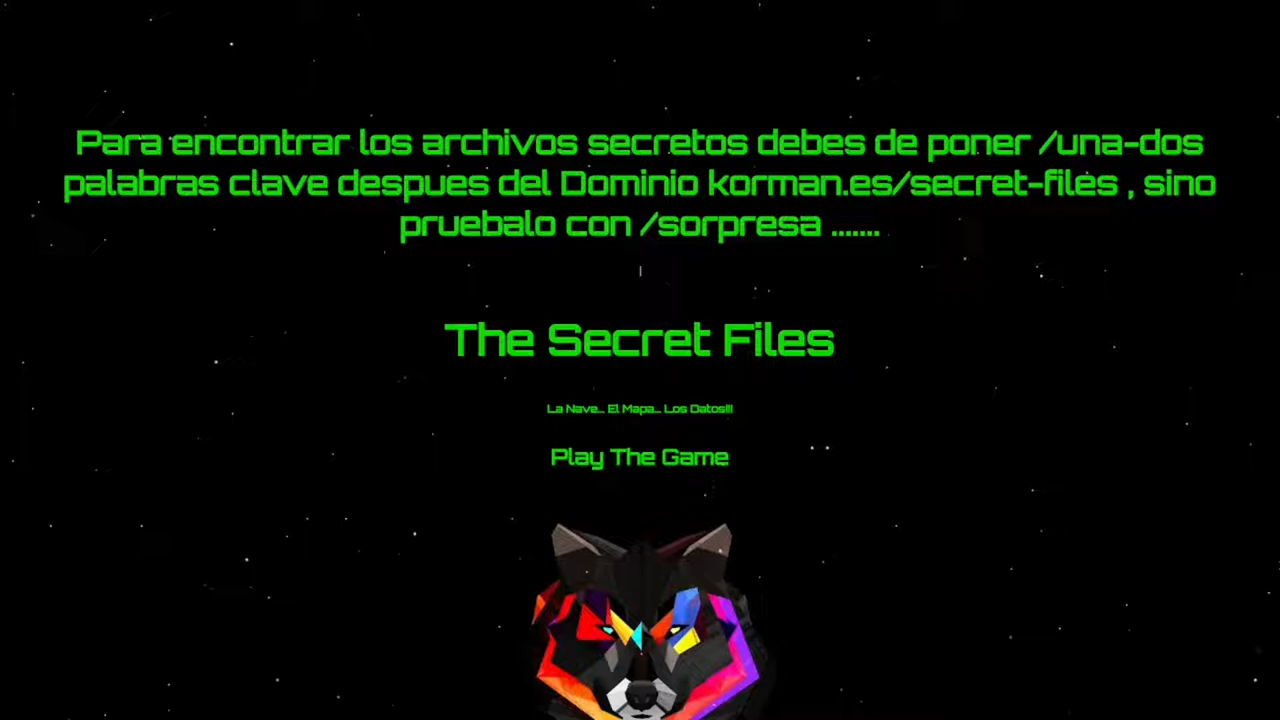 Para encontrar los archivos secretos debes de poner /una-dos
palabras clave despues del Dominio korman.es/secret-files , sino
pruebalo con /sorpresa .......
The Secret Files
La Nave... El Mapa... Los Datos!!!
Play The Game